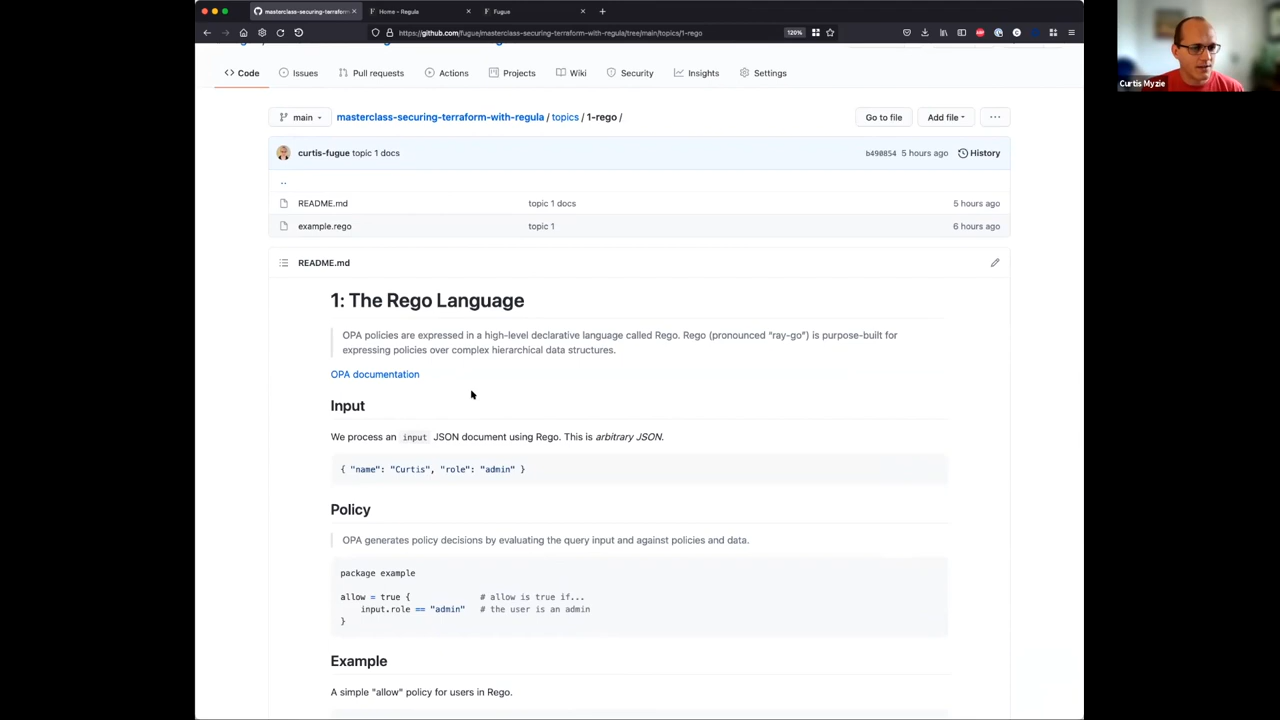 masterclass-securing-terraform
Home – Regula
Fugue
https://github.com/fugue/masterclass-securing-terraform-with-regula/tree/main/topics/1-rego
120%
Curtis Myzie
Code
Issues
Pull requests
Actions
Projects
Wiki
Security
Insights
Settings
main
masterclass-securing-terraform-with-regula / topics / 1-rego /
Go to file
Add file
...
curtis-fugue topic 1 docs
b490854 5 hours ago
History
..
README.md topic 1 docs 5 hours ago
example.rego topic 1 6 hours ago
README.md
1: The Rego Language
OPA policies are expressed in a high-level declarative language called Rego. Rego (pronounced “ray-go”) is purpose-built for
expressing policies over complex hierarchical data structures.
OPA documentation
Input
We process an input JSON document using Rego. This is arbitrary JSON.
{ "name": "Curtis", "role": "admin" }
Policy
OPA generates policy decisions by evaluating the query input and against policies and data.
package example
allow = true { # allow is true if...
input.role == "admin" # the user is an admin
}
Example
A simple "allow" policy for users in Rego.